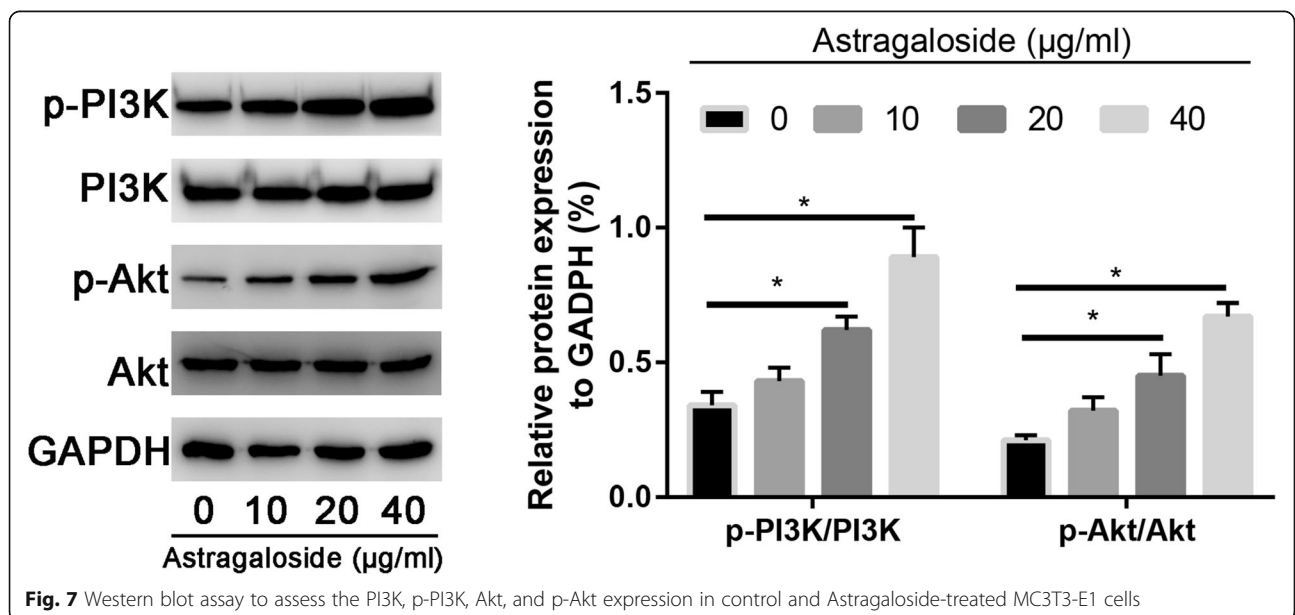 p-PI3K
PI3K
p-Akt
Akt
GAPDH
0 10 20 40
Astragaloside (µg/ml)
Astragaloside (µg/ml)
0 10 20 40
Relative protein expression
to GADPH (%)
1.5
1.0
0.5
0.0
* *
* *
p-PI3K/PI3K p-Akt/Akt
Fig. 7 Western blot assay to assess the PI3K, p-PI3K, Akt, and p-Akt expression in control and Astragaloside-treated MC3T3-E1 cells